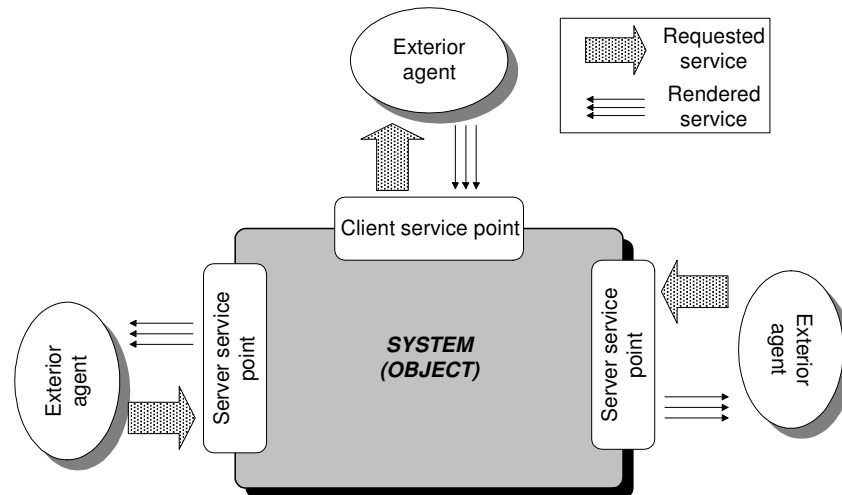 Exterior
agent
Requested
service
Rendered
service
Client service point
Server service
point
SYSTEM
(OBJECT)
Server service
point
Exterior
agent
Exterior
agent